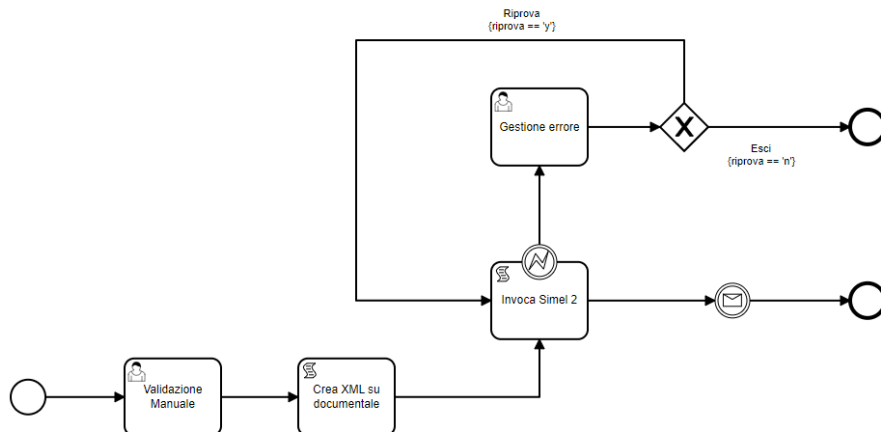 Riprova
{riprova == 'y'}
Gestione errore
Esci
{riprova == 'n'}
Invoca Simel 2
Validazione
Manuale
Crea XML su
documentale